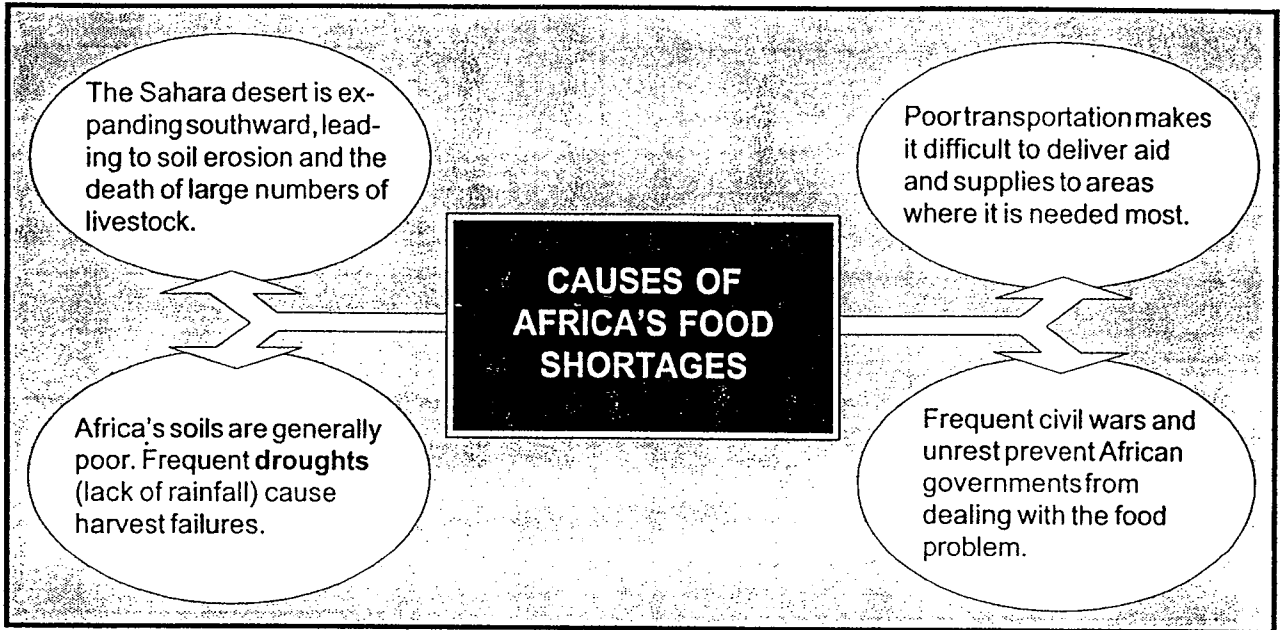 The Sahara desert is ex-
panding southward, lead-
ing to soil erosion and the
death of large numbers of
livestock.
Poor transportation makes
it difficult to deliver aid
and supplies to areas
where it is needed most.
CAUSES OF
AFRICA'S FOOD
SHORTAGES
Africa's soils are generally
poor. Frequent droughts
(lack of rainfall) cause
harvest failures.
Frequent civil wars and
unrest prevent African
governments from
dealing with the food
problem.